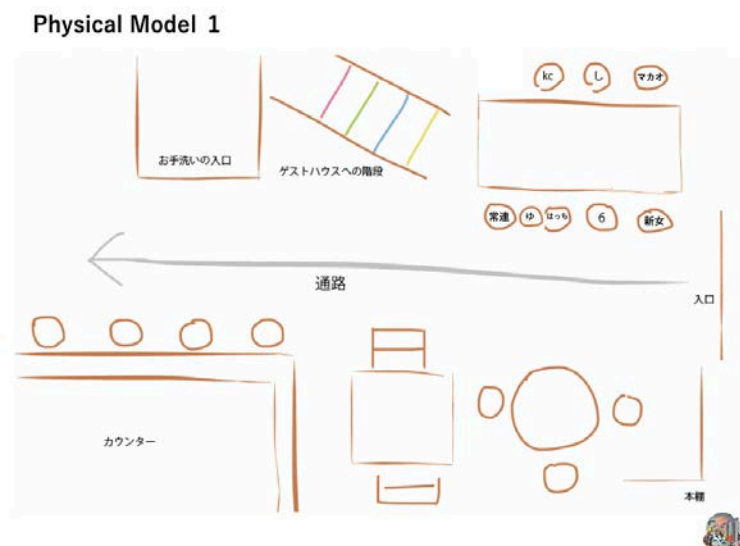 Physical Model 1
kc
し
マカオ
お手洗いの入口
ゲストハウスへの階段
常連
ゆ
はっち
6
新女
通路
入口
カウンター
本棚